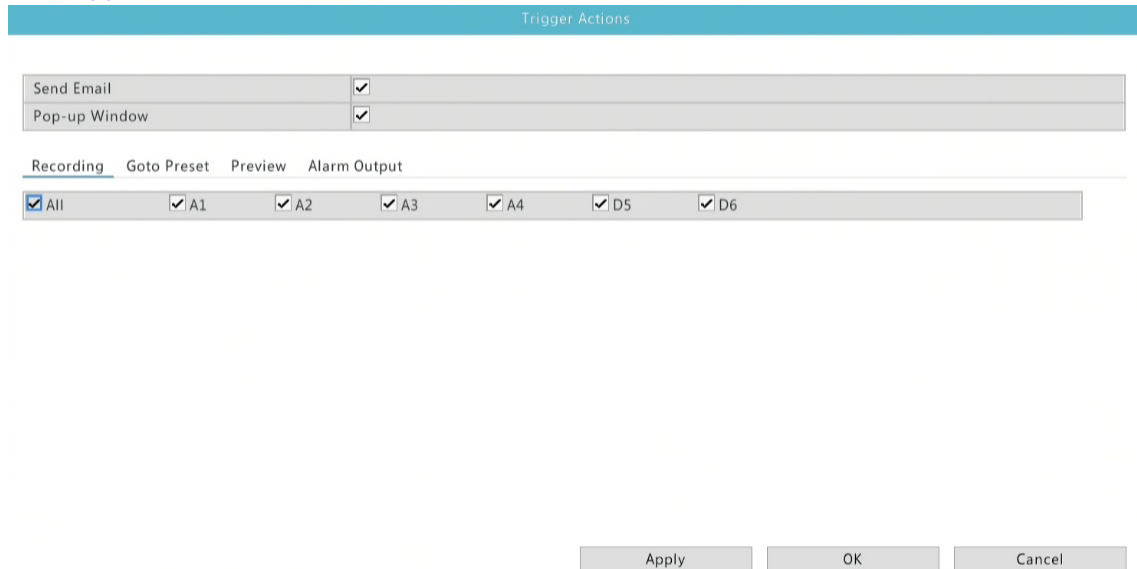 Trigger Actions
Send Email
Pop-up Window
Recording Goto Preset Preview Alarm Output
All A1 A2 A3 A4 D5 D6
Apply OK Cancel